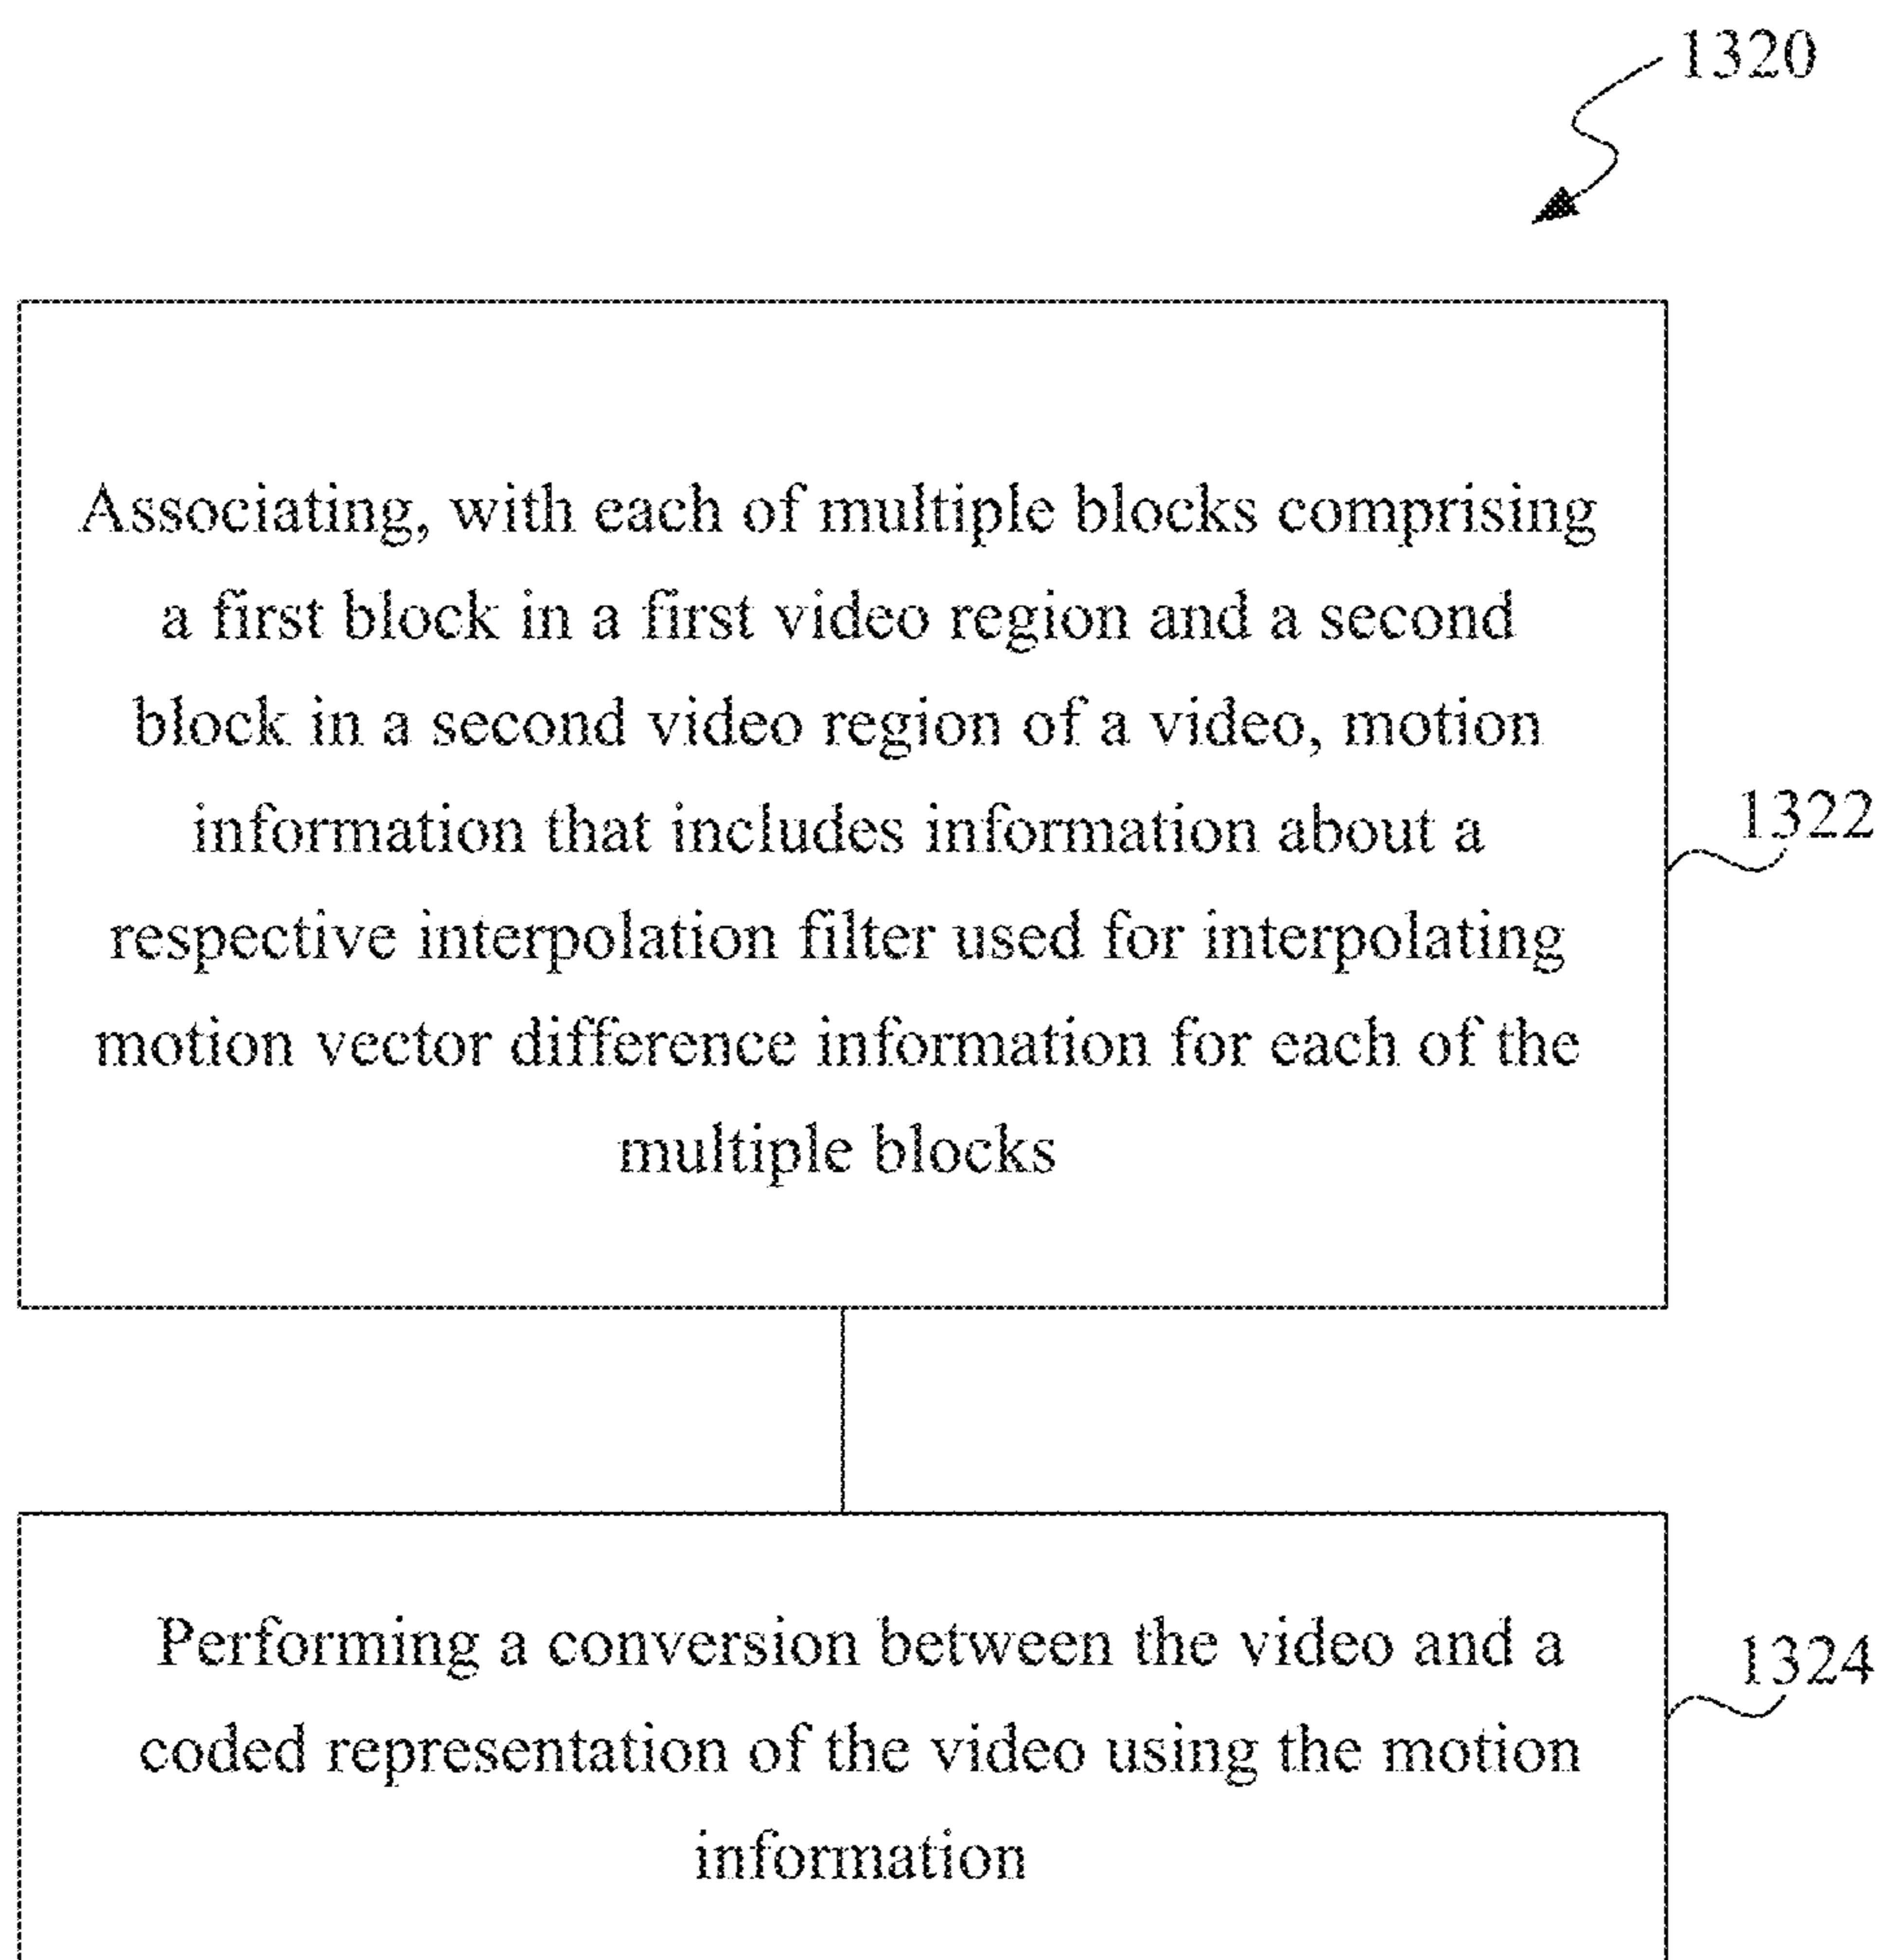 1320
Associating, with each of multiple blocks comprising
a first block in a first video region and a second
block in a second video region of a video, motion
information that includes information about a
1322
respective interpolation filter used for interpolating
motion vector difference information for each of the
multiple blocks
Performing a conversion between the video and a
1324
coded representation of the video using the motion
information